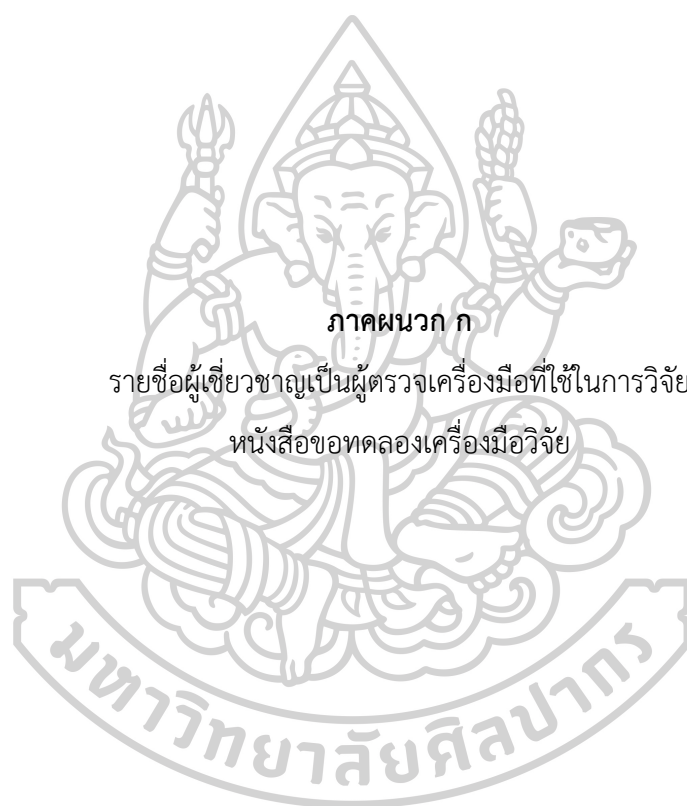 ภาคผนวก ก
รายชื่อผู้เชี่ยวชาญเป็นผู้ตรวจเครื่องมือที่ใช้ในการวิจัย
หนังสือขอทดลองเครื่องมือวิจัย
มหาวิทยาลัยศิลปากร